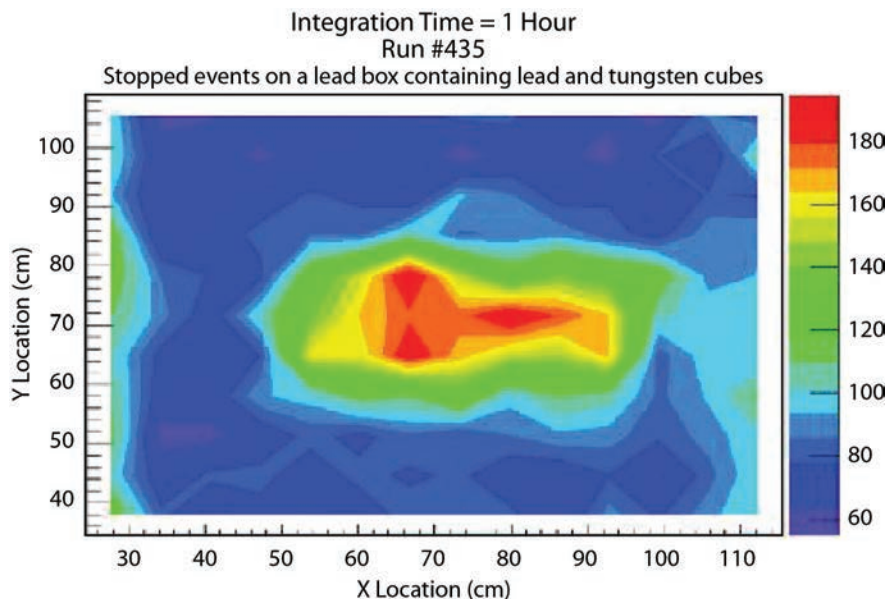 Integration Time = 1 Hour
Run #435
Stopped events on a lead box containing lead and tungsten cubes
100
90
80
70
60
50
40
Y Location (cm)
30 40 50 60 70 80 90 100 110
X Location (cm)
180
160
140
120
100
80
60